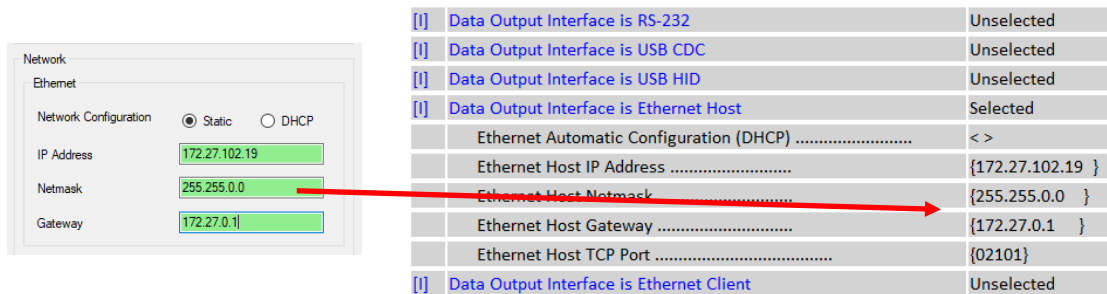 Network
Ethernet
Network Configuration Static DHCP
IP Address 172.27.102.19
Netmask 255.255.0.0
Gateway 172.27.0.1
[I] Data Output Interface is RS-232 Unselected
[I] Data Output Interface is USB CDC Unselected
[I] Data Output Interface is USB HID Unselected
[I] Data Output Interface is Ethernet Host Selected
Ethernet Automatic Configuration (DHCP) ......................... < >
Ethernet Host IP Address .......................... {172.27.102.19 }
Ethernet Host Netmask .............................. {255.255.0.0 }
Ethernet Host Gateway ............................. {172.27.0.1 }
Ethernet Host TCP Port ...................................... {02101}
[I] Data Output Interface is Ethernet Client Unselected